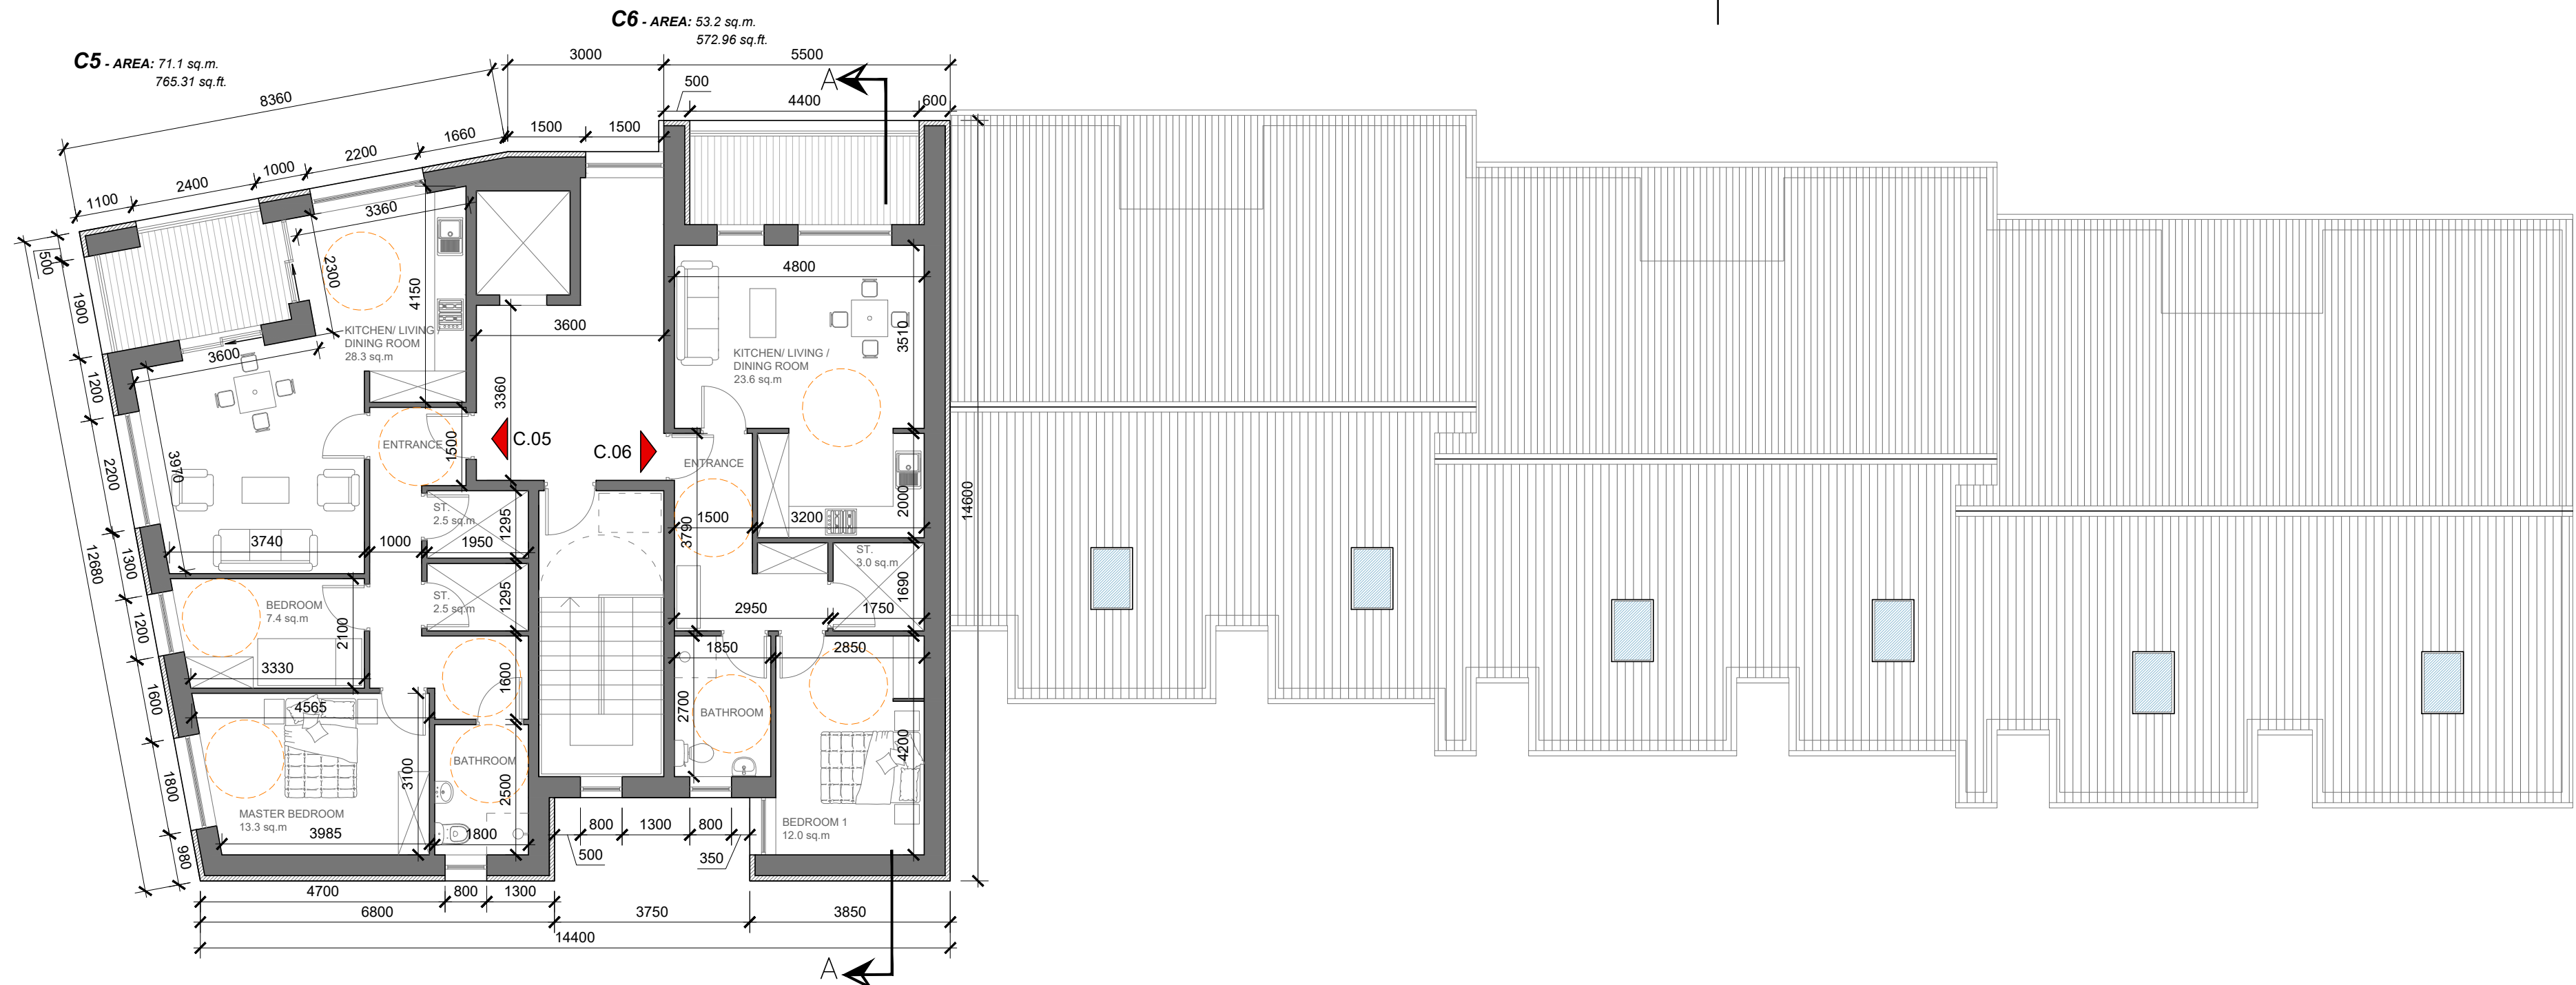 C6 - AREA: 53.2 sq.m.
572.96 sq.ft.
C5 - AREA: 71.1 sq.m.
765.31 sq.ft.
3000
5500
8360
500
A
4400
600
1660
1500
1500
2200
1000
2400
1100
3360
500
2300
4150
1900
4800
3600
3510
KITCHEN/ LIVING /
DINING ROOM
28.3 sq.m
3600
KITCHEN/ LIVING /
DINING ROOM
23.6 sq.m
1200
3360
ENTRANCE
1500
C.05
C.06
ENTRANCE
2200
3970
ST.
2.5 sq.m
1295
1500
3200
2000
14600
3790
3740
1000
1950
ST.
3.0 sq.m
1690
12680
1300
ST.
2.5 sq.m
1295
BEDROOM
7.4 sq.m
2100
2950
1750
1200
3330
1850
2850
1600
1600
4565
2700
BATHROOM
4200
BATHROOM
3100
2500
1800
MASTER BEDROOM
13.3 sq.m
3985
1800
BEDROOM 1
12.0 sq.m
800
1300
800
500
350
980
4700
800
1300
6800
3750
3850
14400
A